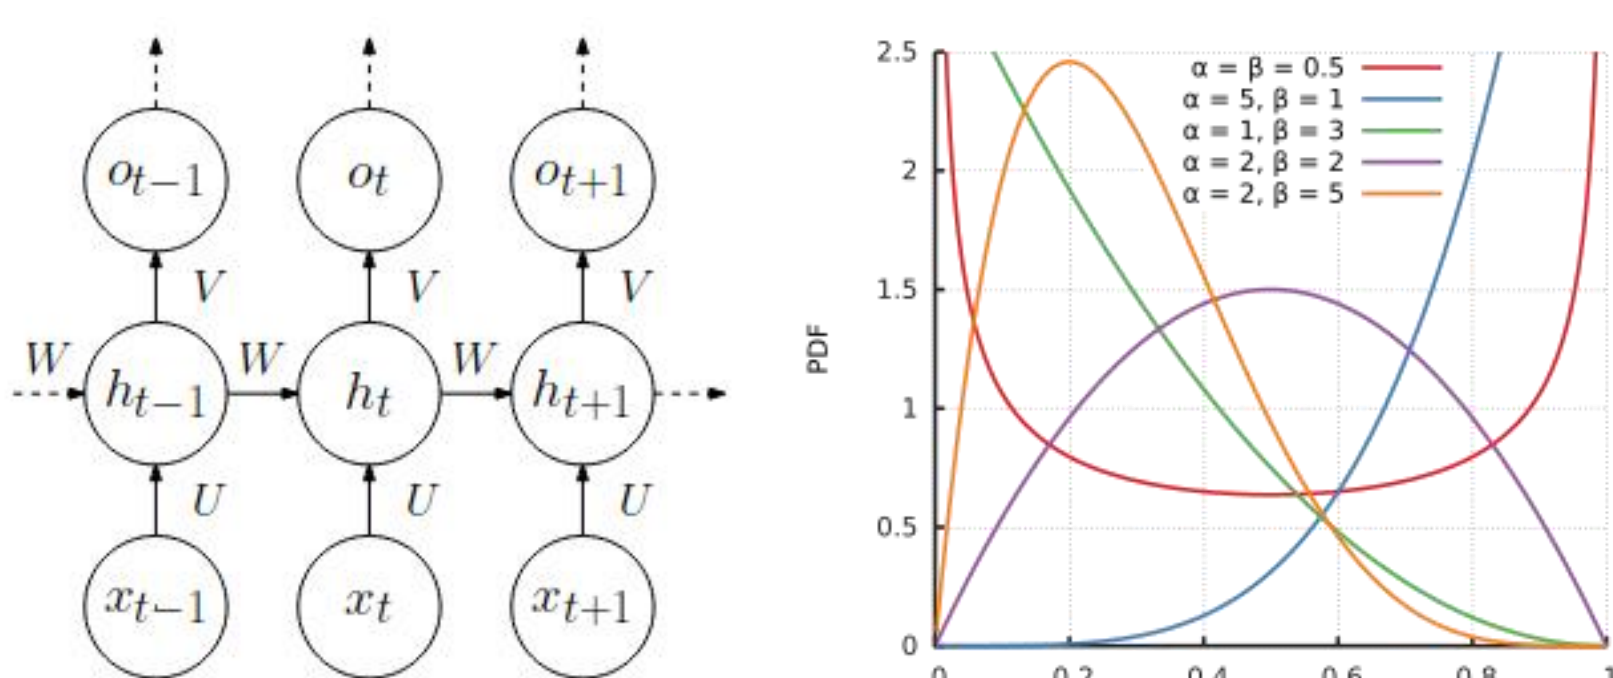 o_{t-1} o_t o_{t+1}
V V V
W W W
h_{t-1} h_t h_{t+1}
U U U
x_{t-1} x_t x_{t+1}
2.5
2
1.5
1
0.5
0
PDF
α = β = 0.5
α = 5, β = 1
α = 1, β = 3
α = 2, β = 2
α = 2, β = 5
0 0.2 0.4 0.6 0.8 1